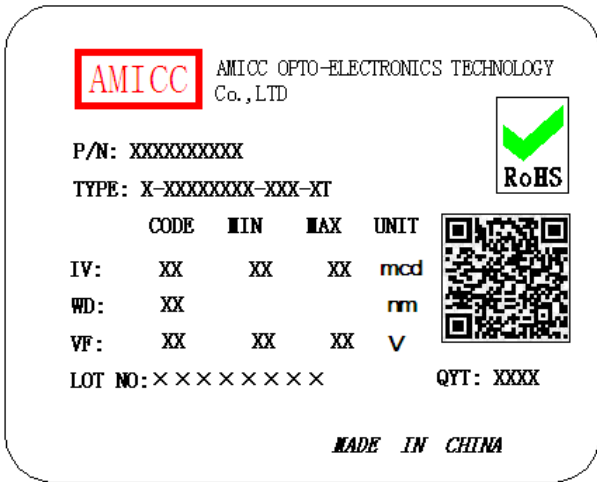 AMICC
AMICC OPTO-ELECTRONICS TECHNOLOGY
Co.,LTD
P/N: XXXXXXXXXX
RoHS
TYPE: X-XXXXXXXX-XXX-XT
CODE MIN MAX UNIT
IV: XX XX XX mcd
WD: XX nm
VF: XX XX XX V
LOT NO:×××××××× QYT: XXXX
MADE IN CHINA